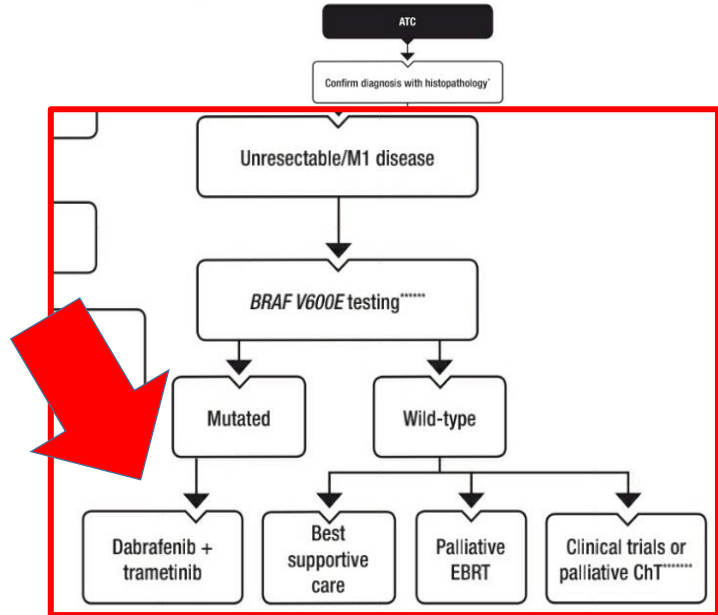 ATC
Confirm diagnosis with histopathology*
Unresectable/M1 disease
BRAF V600E testing******
Mutated
Wild-type
Dabrafenib +
trametinib
Best
supportive
care
Palliative
EBRT
Clinical trials or
palliative ChT*******